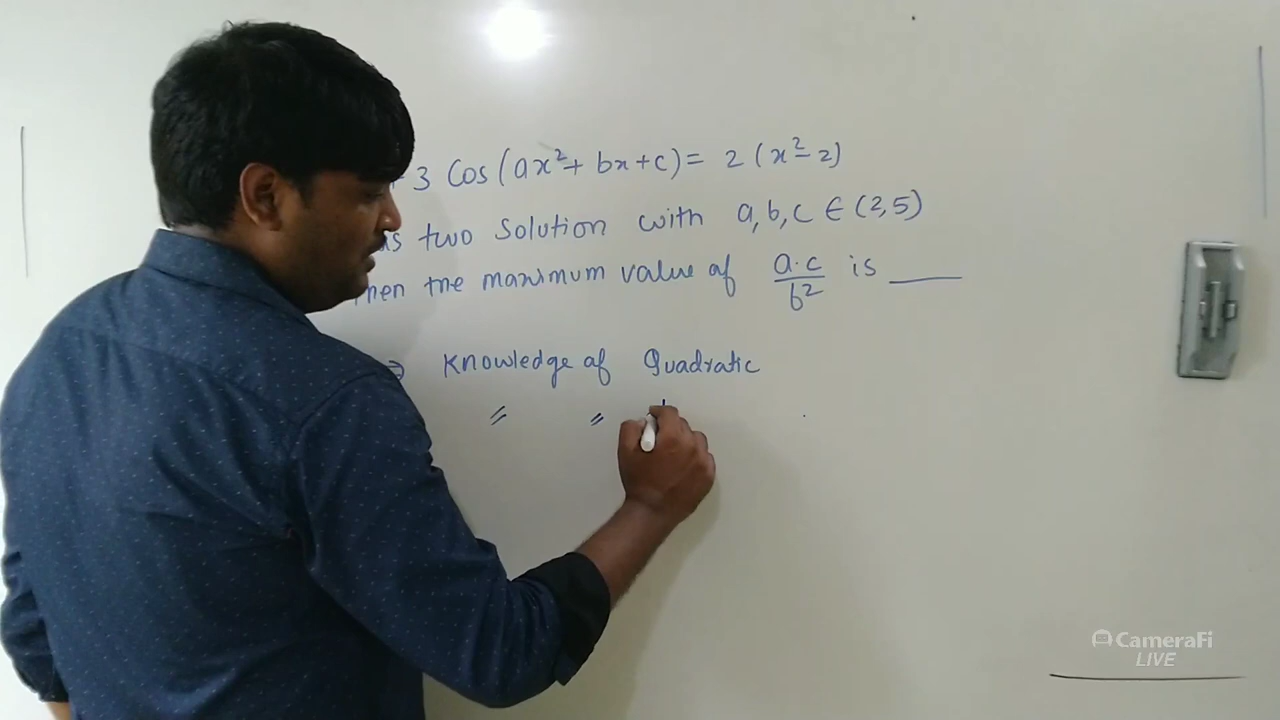 3 Cos(ax²+ bx+c)= 2 (x²-2)
two Solution with a,b,c ∈ (2,5)
the maximum value of a·c/b² is ____
⇒ Knowledge of Quadratic
〃 〃
CameraFi
LIVE